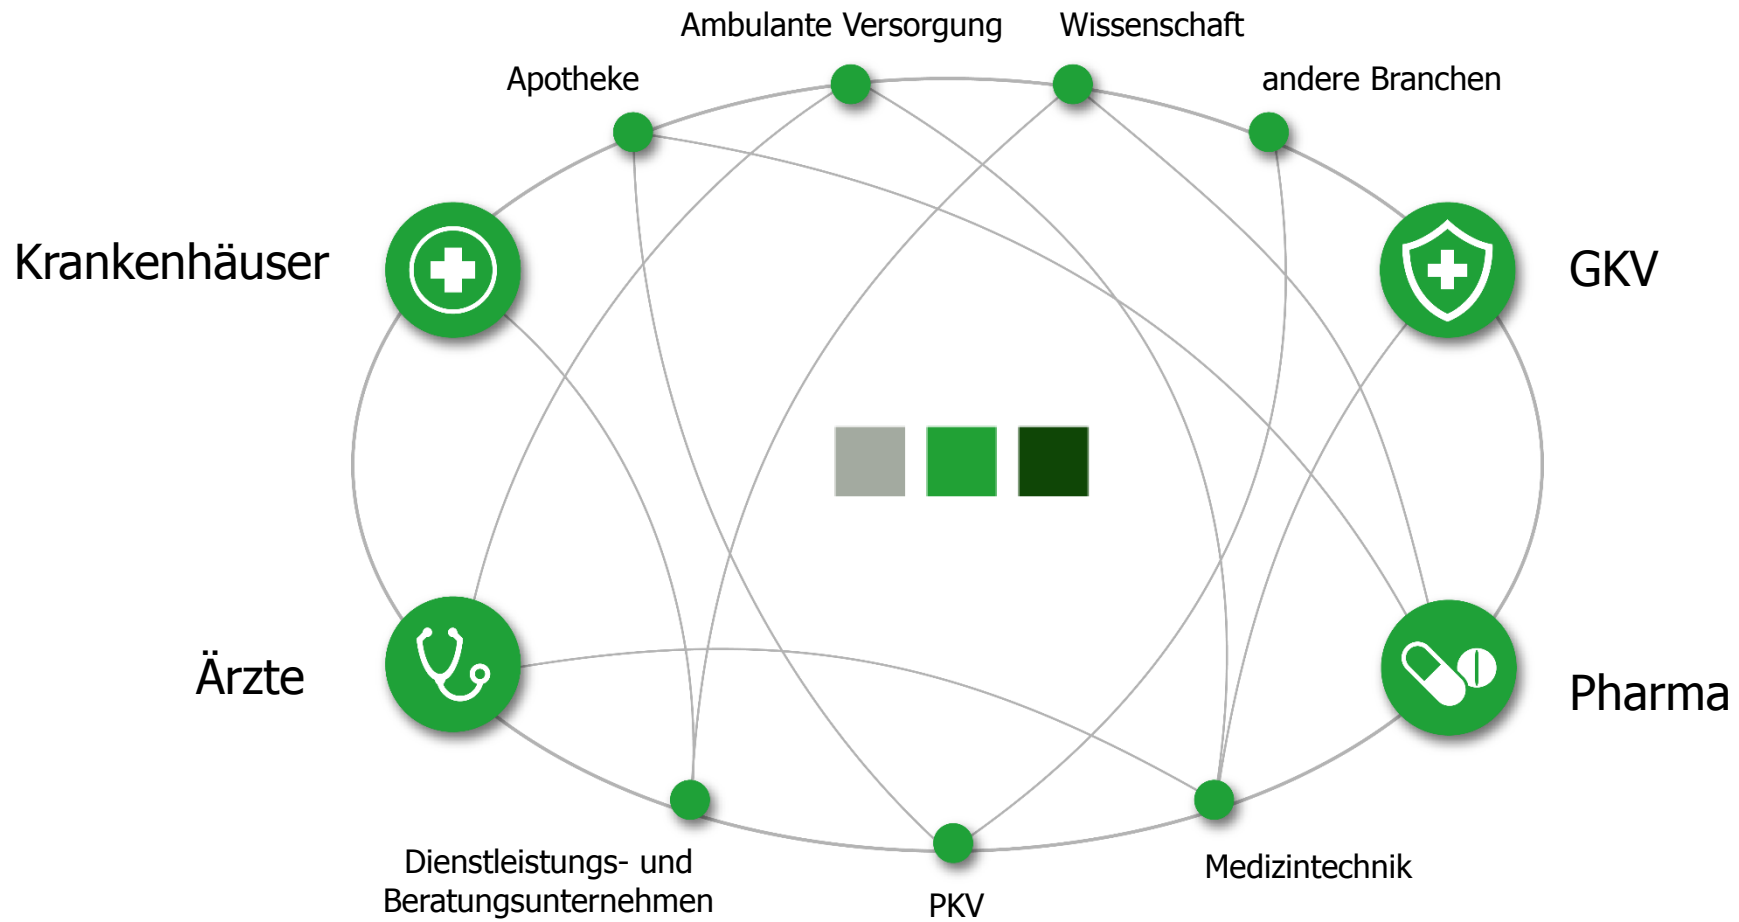 Ambulante Versorgung
Wissenschaft
Apotheke
andere Branchen
Krankenhäuser
GKV
Ärzte
Pharma
Dienstleistungs- und
Beratungsunternehmen
PKV
Medizintechnik